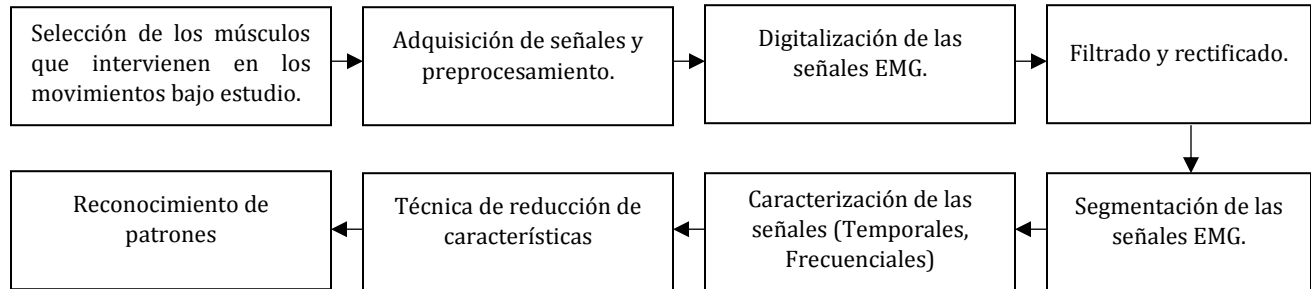 Selección de los músculos
que intervienen en los
movimientos bajo estudio.
Adquisición de señales y
preprocesamiento.
Digitalización de las
señales EMG.
Filtrado y rectificado.
Segmentación de las
señales EMG.
Caracterización de las
señales (Temporales,
Frecuenciales)
Técnica de reducción de
características
Reconocimiento de
patrones